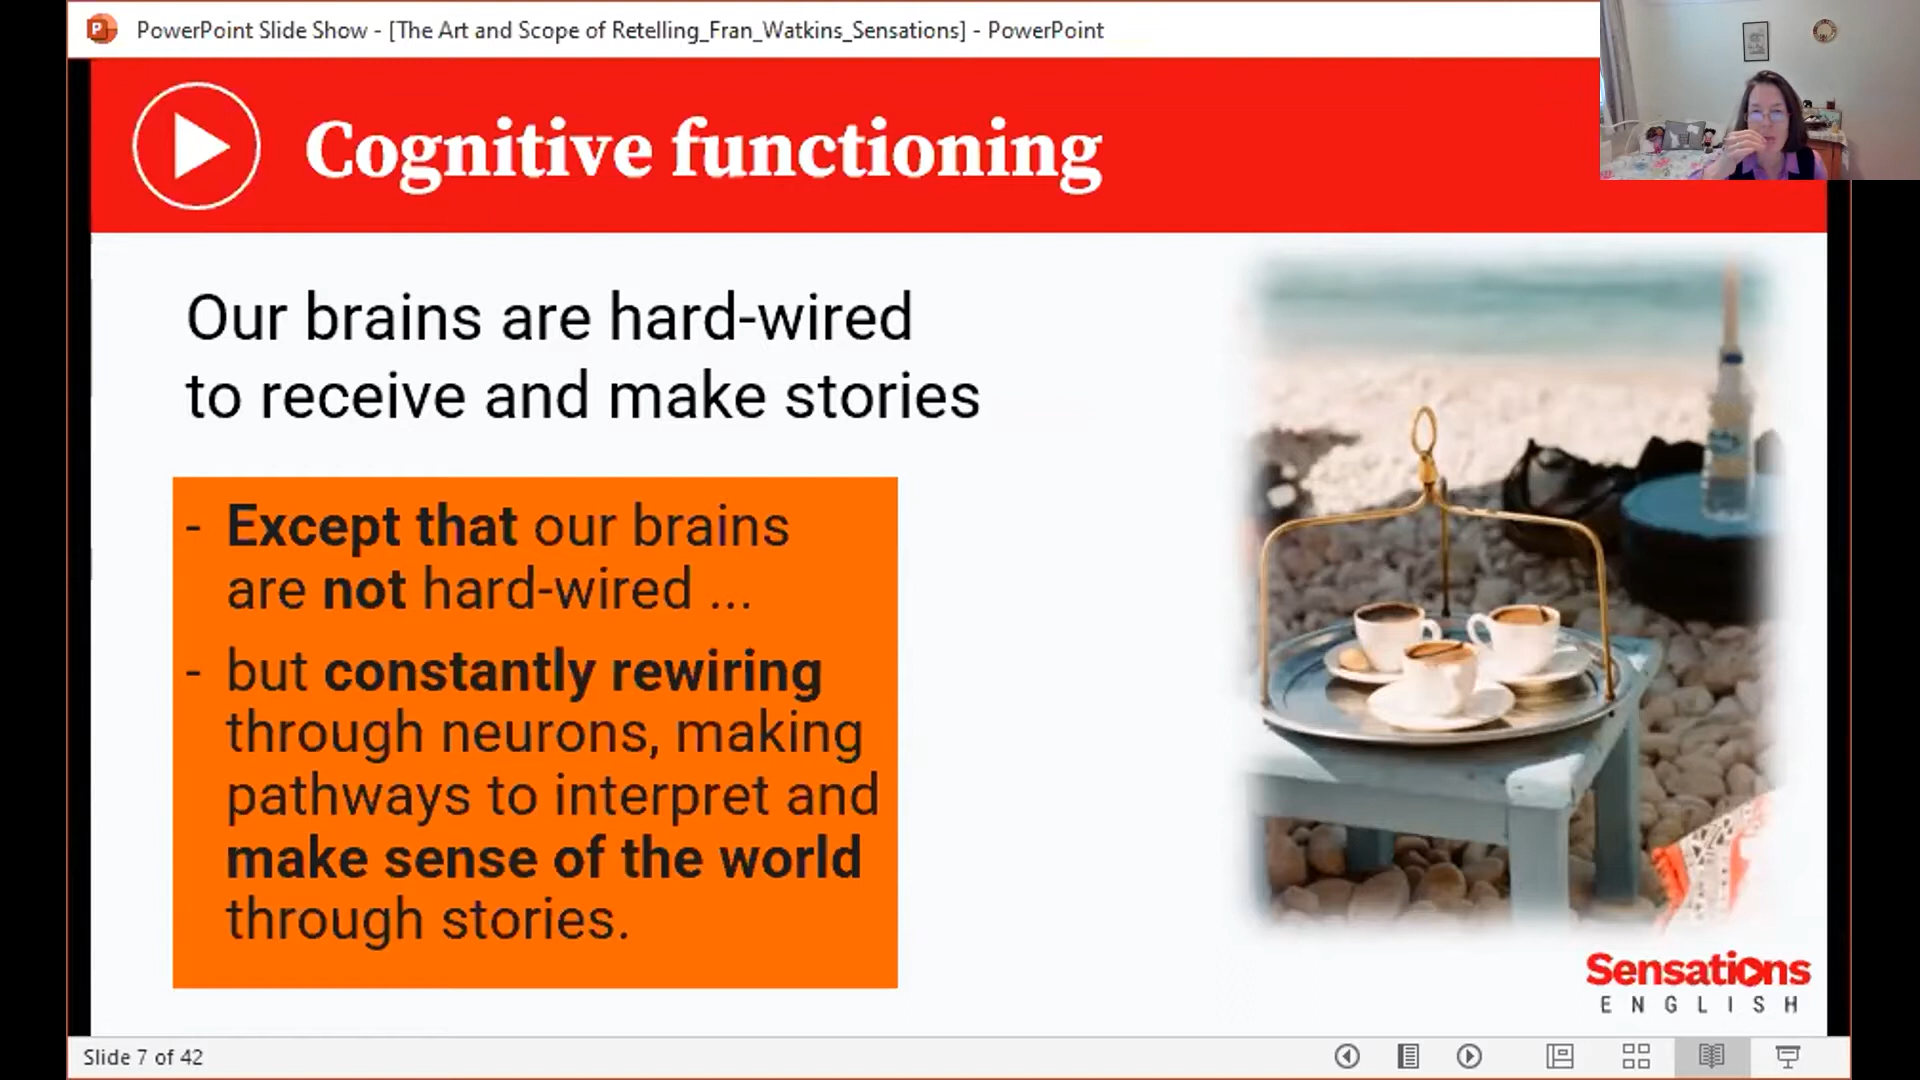 PowerPoint Slide Show - [The Art and Scope of Retelling_Fran_Watkins_Sensations] - PowerPoint
Cognitive functioning
Our brains are hard-wired
to receive and make stories
- Except that our brains
are not hard-wired ...
- but constantly rewiring
through neurons, making
pathways to interpret and
make sense of the world
through stories.
Sensations
ENGLISH
Slide 7 of 42